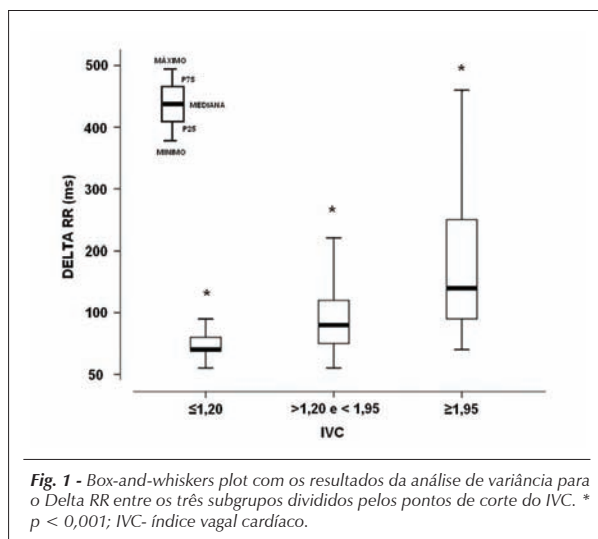 500
400
300
200
100
50
DELTA RR (ms)
MÁXIMO
P75
MEDIANA
P25
MINIMO
*
*
*
≤1,20
>1,20 e < 1,95
≥1,95
IVC
Fig. 1 - Box-and-whiskers plot com os resultados da análise de variância para
o Delta RR entre os três subgrupos divididos pelos pontos de corte do IVC. *
p < 0,001; IVC- índice vagal cardíaco.